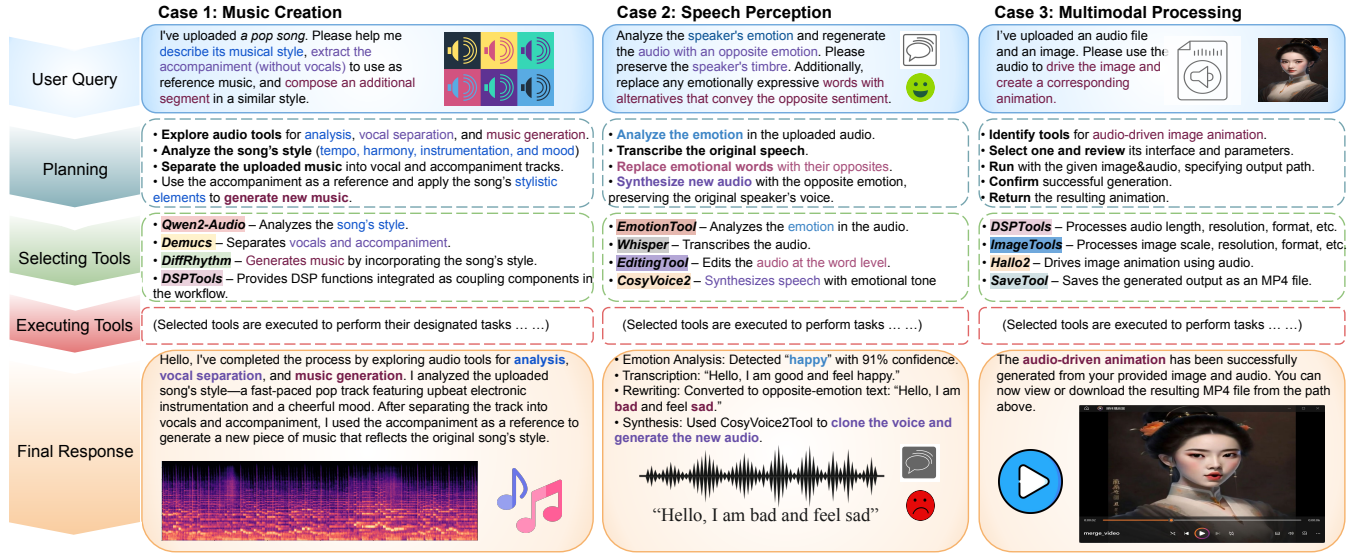 Case 1: Music Creation
Case 2: Speech Perception
Case 3: Multimodal Processing
User Query
I've uploaded a pop song. Please help me
describe its musical style, extract the
accompaniment (without vocals) to use as
reference music, and compose an additional
segment in a similar style.
Analyze the speaker's emotion and regenerate
the audio with an opposite emotion. Please
preserve the speaker's timbre. Additionally,
replace any emotionally expressive words with
alternatives that convey the opposite sentiment.
I've uploaded an audio file
and an image. Please use the
audio to drive the image and
create a corresponding
animation.
Planning
• Explore audio tools for analysis, vocal separation, and music generation.
• Analyze the song's style (tempo, harmony, instrumentation, and mood)
• Separate the uploaded music into vocal and accompaniment tracks.
• Use the accompaniment as a reference and apply the song's stylistic
elements to generate new music.
• Analyze the emotion in the uploaded audio.
• Transcribe the original speech.
• Replace emotional words with their opposites.
• Synthesize new audio with the opposite emotion,
preserving the original speaker's voice.
• Identify tools for audio-driven image animation.
• Select one and review its interface and parameters.
• Run with the given image&audio, specifying output path.
• Confirm successful generation.
• Return the resulting animation.
Selecting Tools
• Qwen2-Audio – Analyzes the song's style.
• Demucs – Separates vocals and accompaniment.
• DiffRhythm – Generates music by incorporating the song's style.
• DSPTools – Provides DSP functions integrated as coupling components in
the workflow.
• EmotionTool – Analyzes the emotion in the audio.
• Whisper – Transcribes the audio.
• EditingTool – Edits the audio at the word level.
• CosyVoice2 – Synthesizes speech with emotional tone
• DSPTools – Processes audio length, resolution, format, etc.
• ImageTools – Processes image scale, resolution, format, etc.
• Hallo2 – Drives image animation using audio.
• SaveTool – Saves the generated output as an MP4 file.
Executing Tools
(Selected tools are executed to perform their designated tasks … …)
(Selected tools are executed to perform tasks … …)
(Selected tools are executed to perform tasks … …)
Final Response
Hello, I've completed the process by exploring audio tools for analysis,
vocal separation, and music generation. I analyzed the uploaded
song's style—a fast-paced pop track featuring upbeat electronic
instrumentation and a cheerful mood. After separating the track into
vocals and accompaniment, I used the accompaniment as a reference to
generate a new piece of music that reflects the original song's style.
• Emotion Analysis: Detected “happy” with 91% confidence.
• Transcription: “Hello, I am good and feel happy.”
• Rewriting: Converted to opposite-emotion text: “Hello, I am
bad and feel sad.”
• Synthesis: Used CosyVoice2Tool to clone the voice and
generate the new audio.
“Hello, I am bad and feel sad”
The audio-driven animation has been successfully
generated from your provided image and audio. You can
now view or download the resulting MP4 file from the path
above.
merge_video